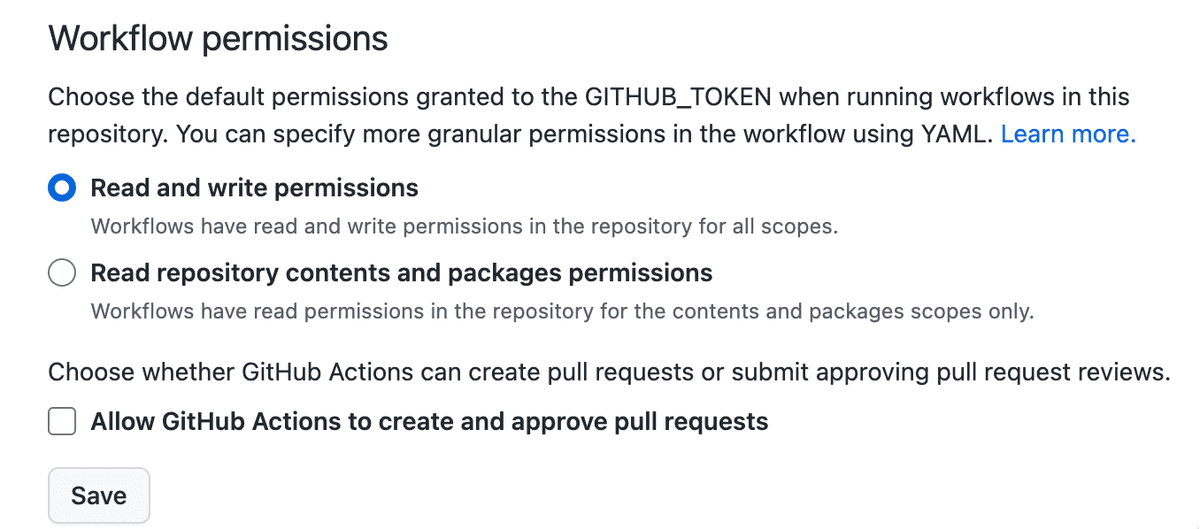 Workflow permissions
Choose the default permissions granted to the GITHUB_TOKEN when running workflows in this
repository. You can specify more granular permissions in the workflow using YAML. Learn more.
Read and write permissions
Workflows have read and write permissions in the repository for all scopes.
Read repository contents and packages permissions
Workflows have read permissions in the repository for the contents and packages scopes only.
Choose whether GitHub Actions can create pull requests or submit approving pull request reviews.
Allow GitHub Actions to create and approve pull requests
Save